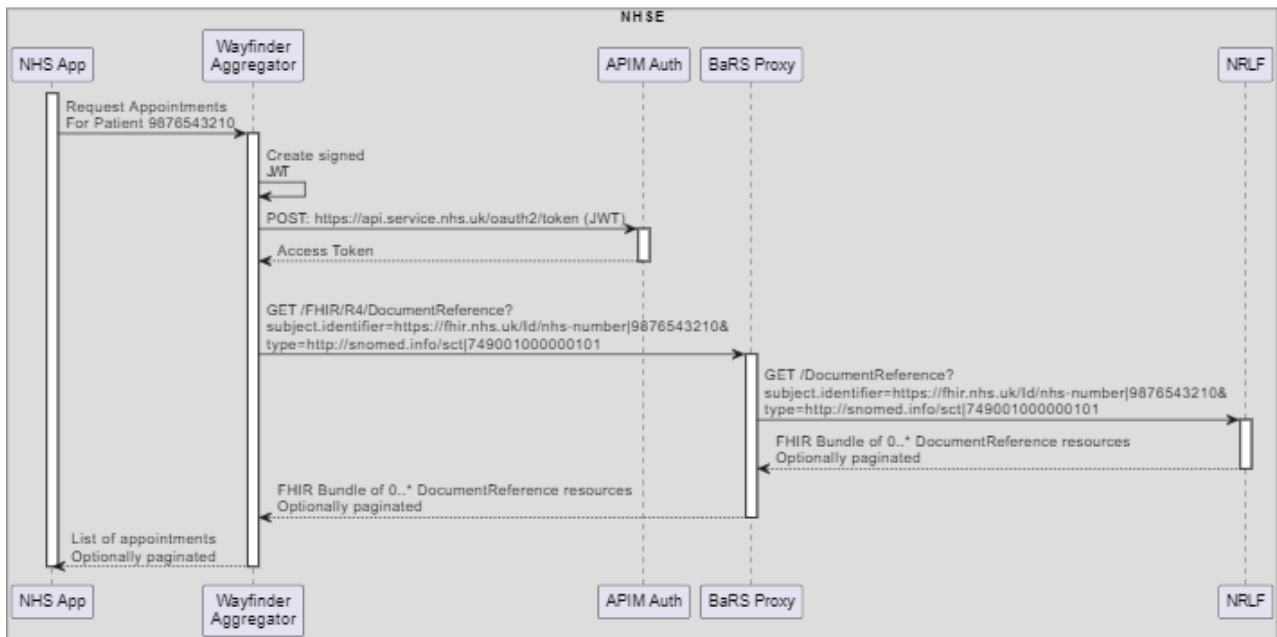 NHSE
NHS App
Wayfinder
Aggregator
APIM Auth
BaRS Proxy
NRLF
Request Appointments
For Patient 9876543210
Create signed
JWT
POST: https://api.service.nhs.uk/oauth2/token (JWT)
Access Token
GET /FHIR/R4/DocumentReference?
subject.identifier=https://fhir.nhs.uk/Id/nhs-number|9876543210&
type=http://snomed.info/sct|749001000000101
GET /DocumentReference?
subject.identifier=https://fhir.nhs.uk/Id/nhs-number|9876543210&
type=http://snomed.info/sct|749001000000101
FHIR Bundle of 0..* DocumentReference resources
Optionally paginated
FHIR Bundle of 0..* DocumentReference resources
Optionally paginated
List of appointments
Optionally paginated
NHS App
Wayfinder
Aggregator
APIM Auth
BaRS Proxy
NRLF